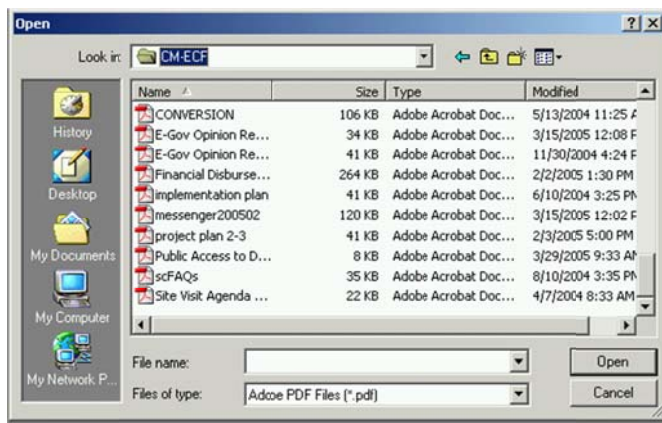 Open
Look in: CM-ECF
Name Size Type Modified
CONVERSION 106 KB Adobe Acrobat Doc... 5/13/2004 11:25 A
E-Gov Opinion Re... 34 KB Adobe Acrobat Doc... 3/15/2005 12:08 P
E-Gov Opinion Re... 41 KB Adobe Acrobat Doc... 11/30/2004 4:24 P
Financial Disburse... 264 KB Adobe Acrobat Doc... 2/2/2005 1:30 PM
implementation plan 41 KB Adobe Acrobat Doc... 6/10/2004 3:25 PM
messenger200502 120 KB Adobe Acrobat Doc... 3/15/2005 12:02 P
project plan 2-3 41 KB Adobe Acrobat Doc... 2/3/2005 5:00 PM
Public Access to D... 8 KB Adobe Acrobat Doc... 3/29/2005 9:33 AM
scFAQs 35 KB Adobe Acrobat Doc... 8/10/2004 3:35 PM
Site Visit Agenda ... 22 KB Adobe Acrobat Doc... 4/7/2004 8:33 AM
History
Desktop
My Documents
My Computer
My Network P...
File name: Open
Files of type: Adcoe PDF Files (*.pdf) Cancel